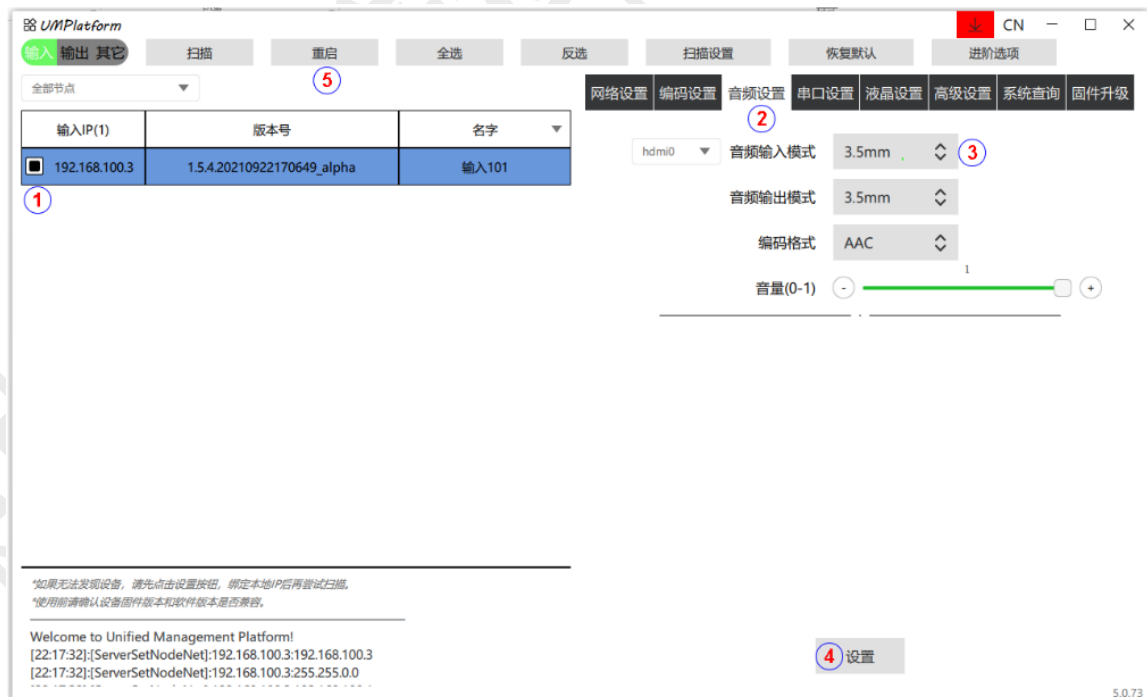 UMPlatform CN
输入 输出 其它 扫描 重启 全选 反选 扫描设置 恢复默认 进阶选项
⑤
全部节点
网络设置 编码设置 音频设置 串口设置 液晶设置 高级设置 系统查询 固件升级
②
输入IP(1) 版本号 名字
192.168.100.3 1.5.4.20210922170649_alpha 输入101
①
hdmi0 音频输入模式 3.5mm ③
音频输出模式 3.5mm
编码格式 AAC
1
音量(0-1) - +
*如果无法发现设备，请先点击设置按钮，绑定本地IP后再尝试扫描。
*使用前请确认设备固件版本和软件版本是否兼容。
Welcome to Unified Management Platform!
[22:17:32]:[ServerSetNodeNet]:192.168.100.3:192.168.100.3
[22:17:32]:[ServerSetNodeNet]:192.168.100.3:255.255.0.0
④ 设置
5.0.73